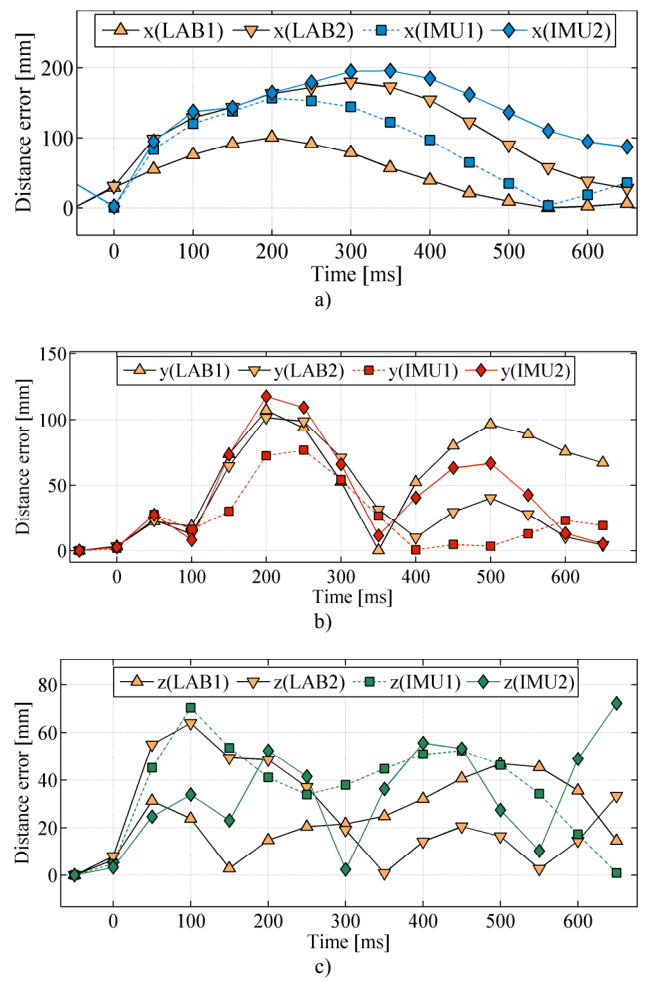 x(LAB1) x(LAB2) x(IMU1) x(IMU2)
Distance error [mm]
200
100
0
0 100 200 300 400 500 600
Time [ms]
a)
150
y(LAB1) y(LAB2) y(IMU1) y(IMU2)
Distance error [mm]
100
50
0
0 100 200 300 400 500 600
Time [ms]
b)
z(LAB1) z(LAB2) z(IMU1) z(IMU2)
Distance error [mm]
80
60
40
20
0
0 100 200 300 400 500 600
Time [ms]
c)